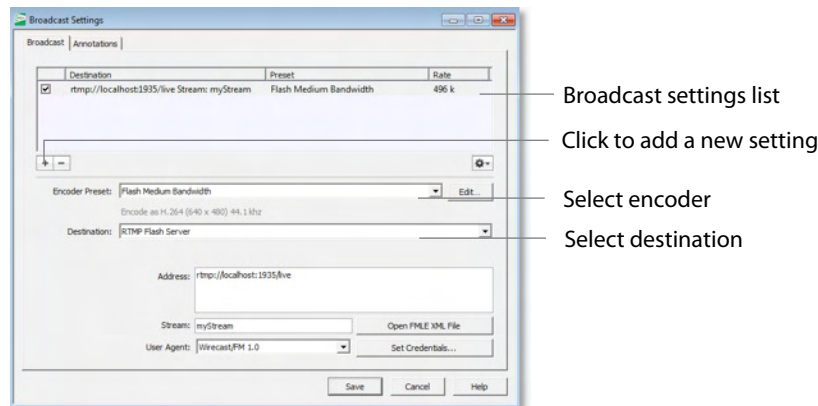 Broadcast Settings
Broadcast Annotations
Destination Preset Rate
rtmp://localhost:1935/live Stream: myStream Flash Medium Bandwidth 496 k
Broadcast settings list
Click to add a new setting
+ -
Encoder Preset: Flash Medium Bandwidth Edit...
Select encoder
Encode as H.264 (640 x 480) 44.1 khz
Destination: RTMP Flash Server
Select destination
Address: rtmp://localhost:1935/live
Stream: myStream Open FMLE XML File
User Agent: Wirecast/FM 1.0 Set Credentials...
Save Cancel Help